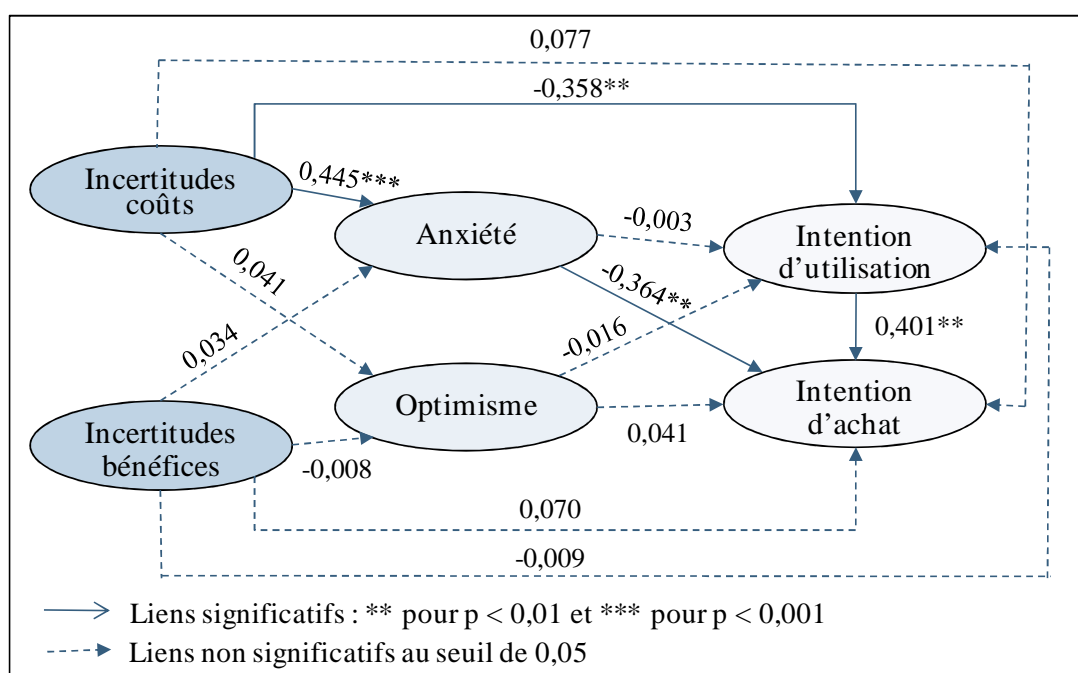 0,077
-0,358**
Incertitudes
coûts
0,445***
Anxiété
-0,003
Intention
d’utilisation
0,041
-0,364**
0,034
-0,016
0,401**
Incertitudes
bénéfices
Optimisme
Intention
d’achat
-0,008
0,041
0,070
-0,009
Liens significatifs : ** pour p < 0,01 et *** pour p < 0,001
Liens non significatifs au seuil de 0,05